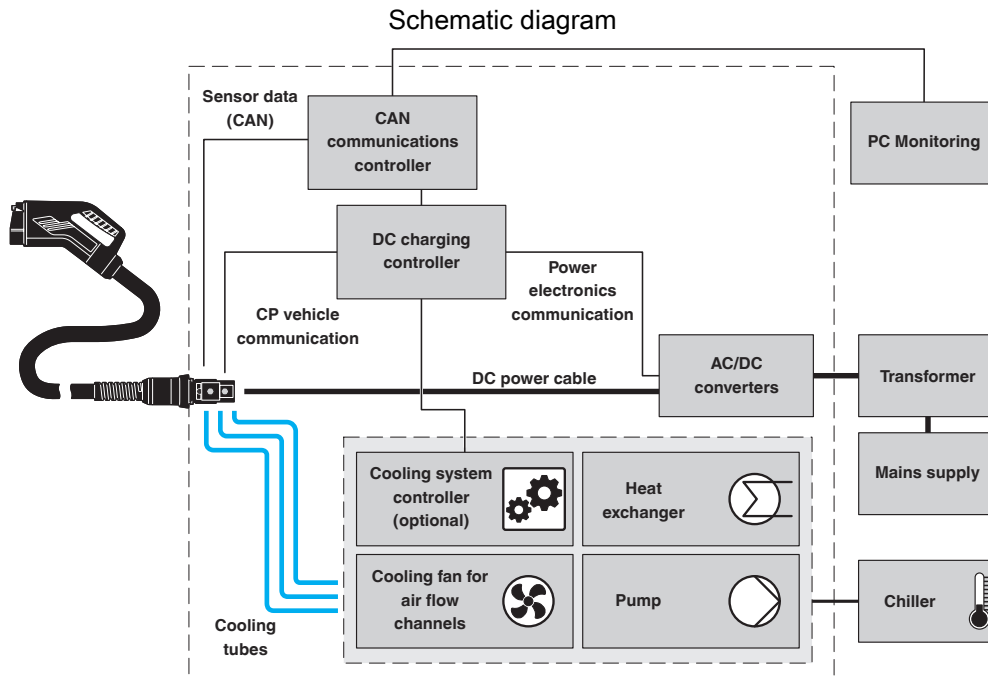 Schematic diagram
Sensor data
(CAN)
CAN
communications
controller
PC Monitoring
DC charging
controller
Power
electronics
communication
CP vehicle
communication
AC/DC
converters
Transformer
DC power cable
Mains supply
Cooling system
controller
(optional)
Heat
exchanger
Cooling fan for
air flow
channels
Pump
Chiller
Cooling
tubes